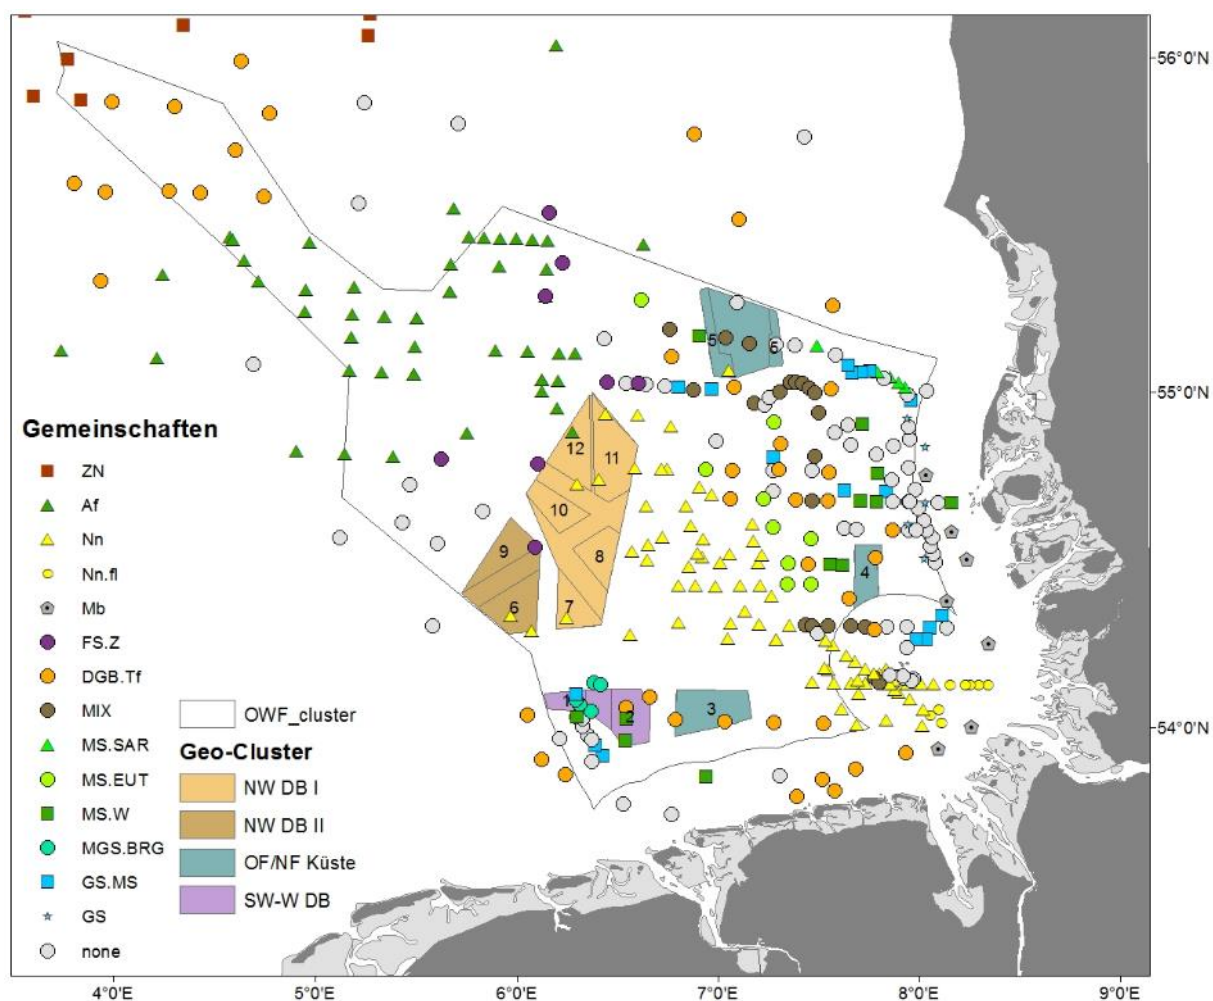 56°0'N
55°0'N
54°0'N
5
5
12
11
10
8
9
7
6
4
1
2
3
Gemeinschaften
ZN
Af
Nn
Nn.fl
Mb
FS.Z
DGB.Tf
MIX
MS.SAR
MS.EUT
MS.W
MGS.BRG
GS.MS
GS
none
OWF_cluster
Geo-Cluster
NW DB I
NW DB II
OF/NF Küste
SW-W DB
4°0'E
5°0'E
6°0'E
7°0'E
8°0'E
9°0'E